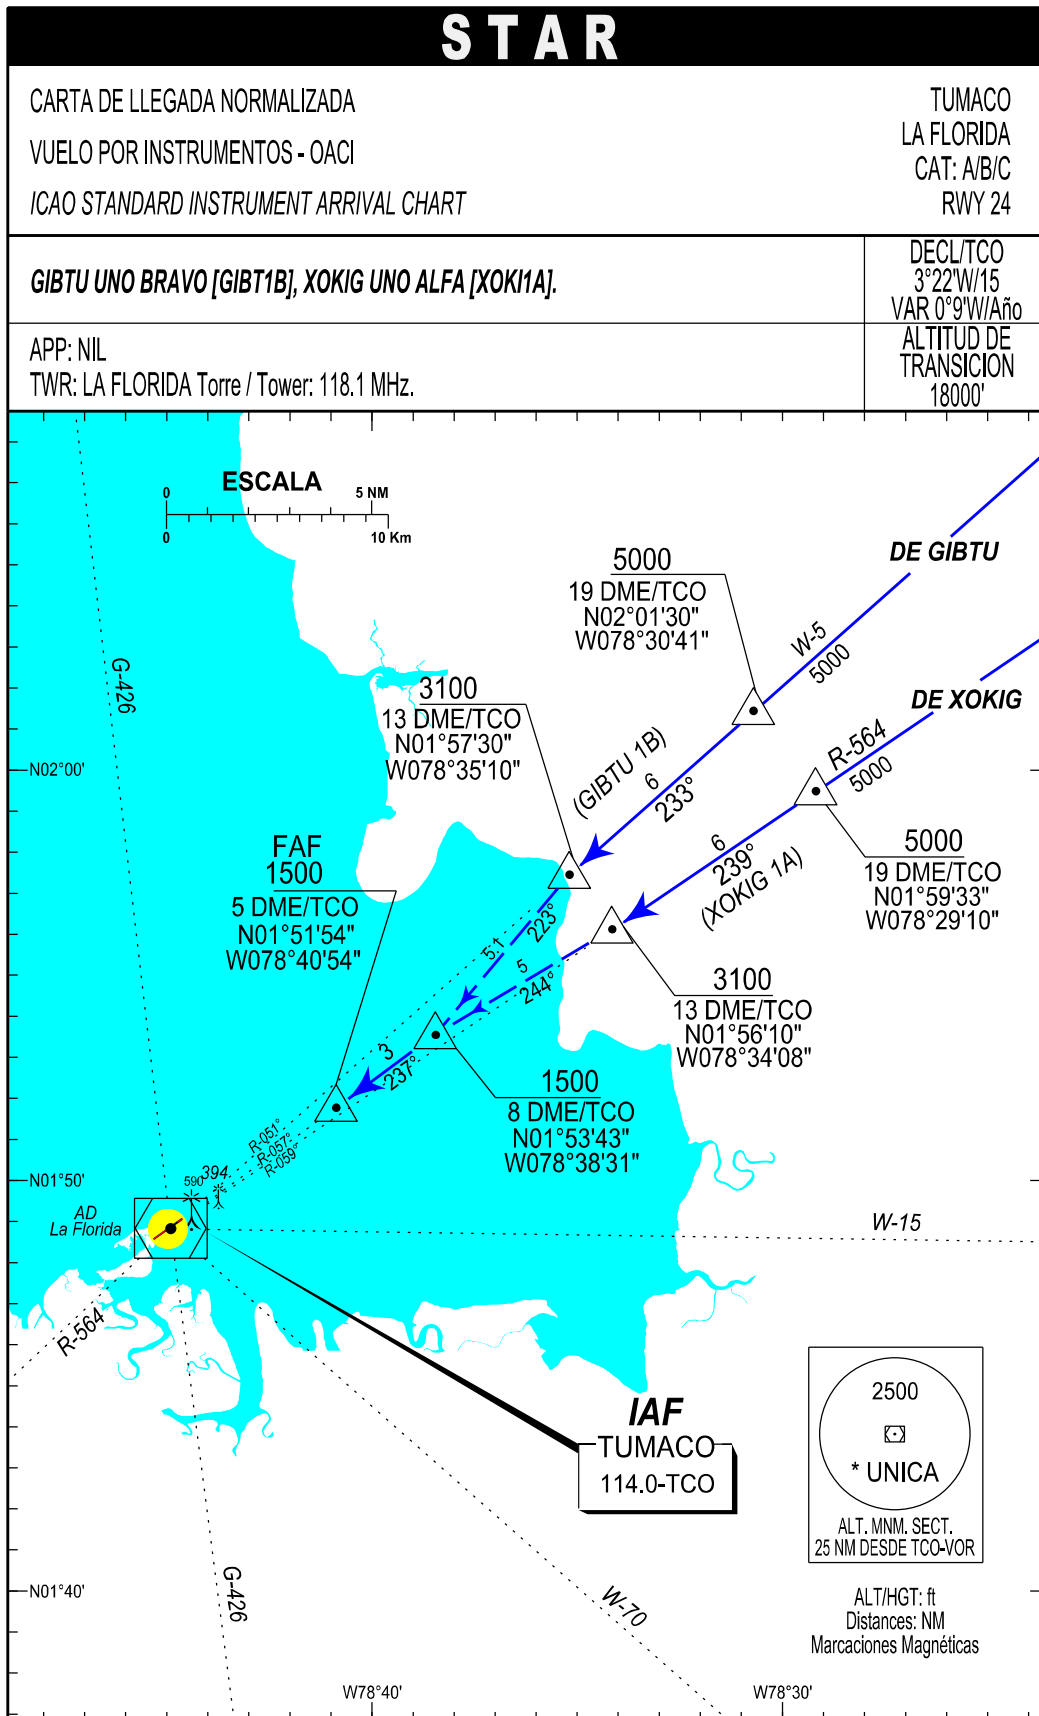 STAR
CARTA DE LLEGADA NORMALIZADA
VUELO POR INSTRUMENTOS - OACI
ICAO STANDARD INSTRUMENT ARRIVAL CHART
TUMACO
LA FLORIDA
CAT: A/B/C
RWY 24
GIBTU UNO BRAVO [GIBT1B], XOKIG UNO ALFA [XOKI1A].
DECL/TCO
3°22'W/15
VAR 0°9'W/Año
APP: NIL
TWR: LA FLORIDA Torre / Tower: 118.1 MHz.
ALTITUD DE
TRANSICION
18000'
ESCALA
0 5 NM
0 10 Km
DE GIBTU
5000
19 DME/TCO
N02°01'30"
W078°30'41"
W-5
5000
G-426
3100
13 DME/TCO
N01°57'30"
W078°35'10"
DE XOKIG
R-564
5000
(GIBTU 1B)
6
233°
N02°00'
6
239°
(XOKIG 1A)
5000
19 DME/TCO
N01°59'33"
W078°29'10"
FAF
1500
5 DME/TCO
N01°51'54"
W078°40'54"
5.1
223°
5
244°
3100
13 DME/TCO
N01°56'10"
W078°34'08"
3
237°
1500
8 DME/TCO
N01°53'43"
W078°38'31"
R-051°
R-057°
R-059°
N01°50'
590
394
AD
La Florida
W-15
R-564
IAF
TUMACO
114.0-TCO
2500
* UNICA
ALT. MNM. SECT.
25 NM DESDE TCO-VOR
N01°40'
G-426
W-70
ALT/HGT: ft
Distances: NM
Marcaciones Magnéticas
W78°40'
W78°30'